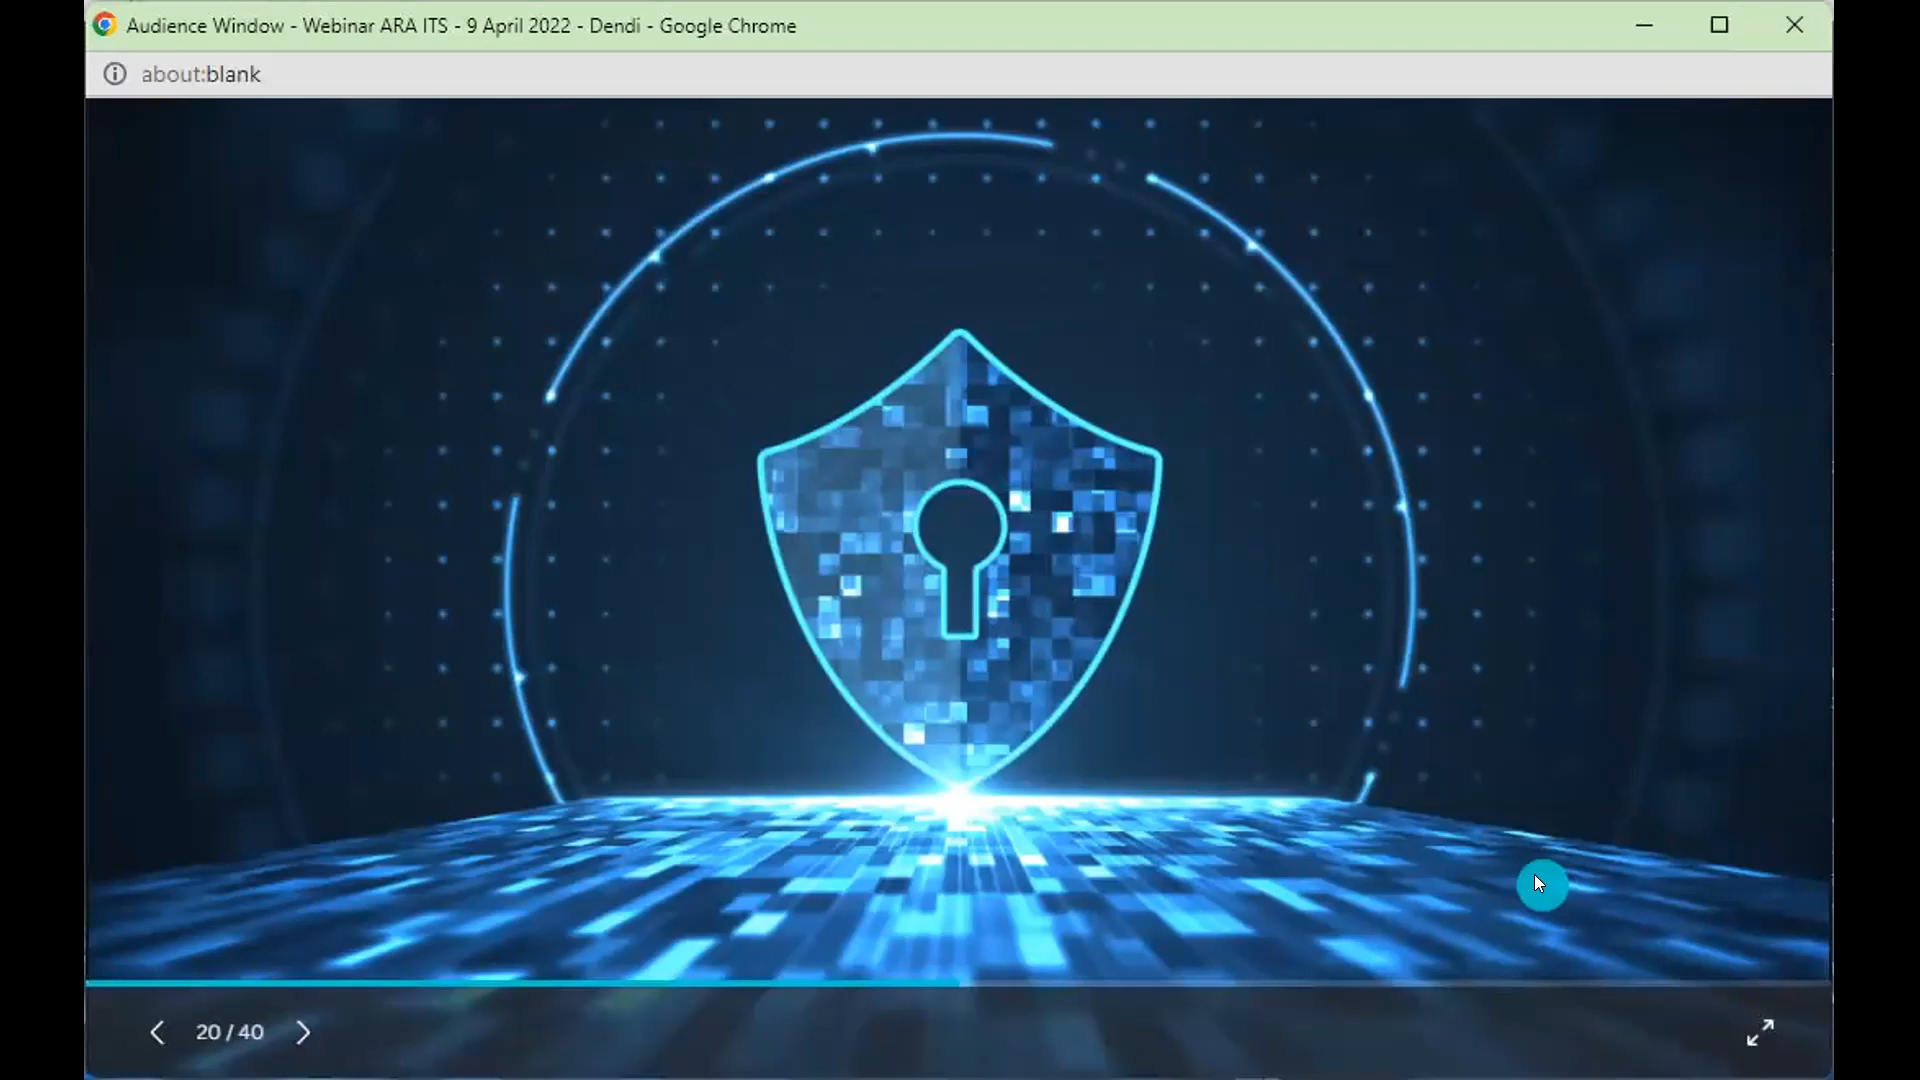 Audience Window - Webinar ARA ITS - 9 April 2022 - Dendi - Google Chrome
about:blank
20 / 40